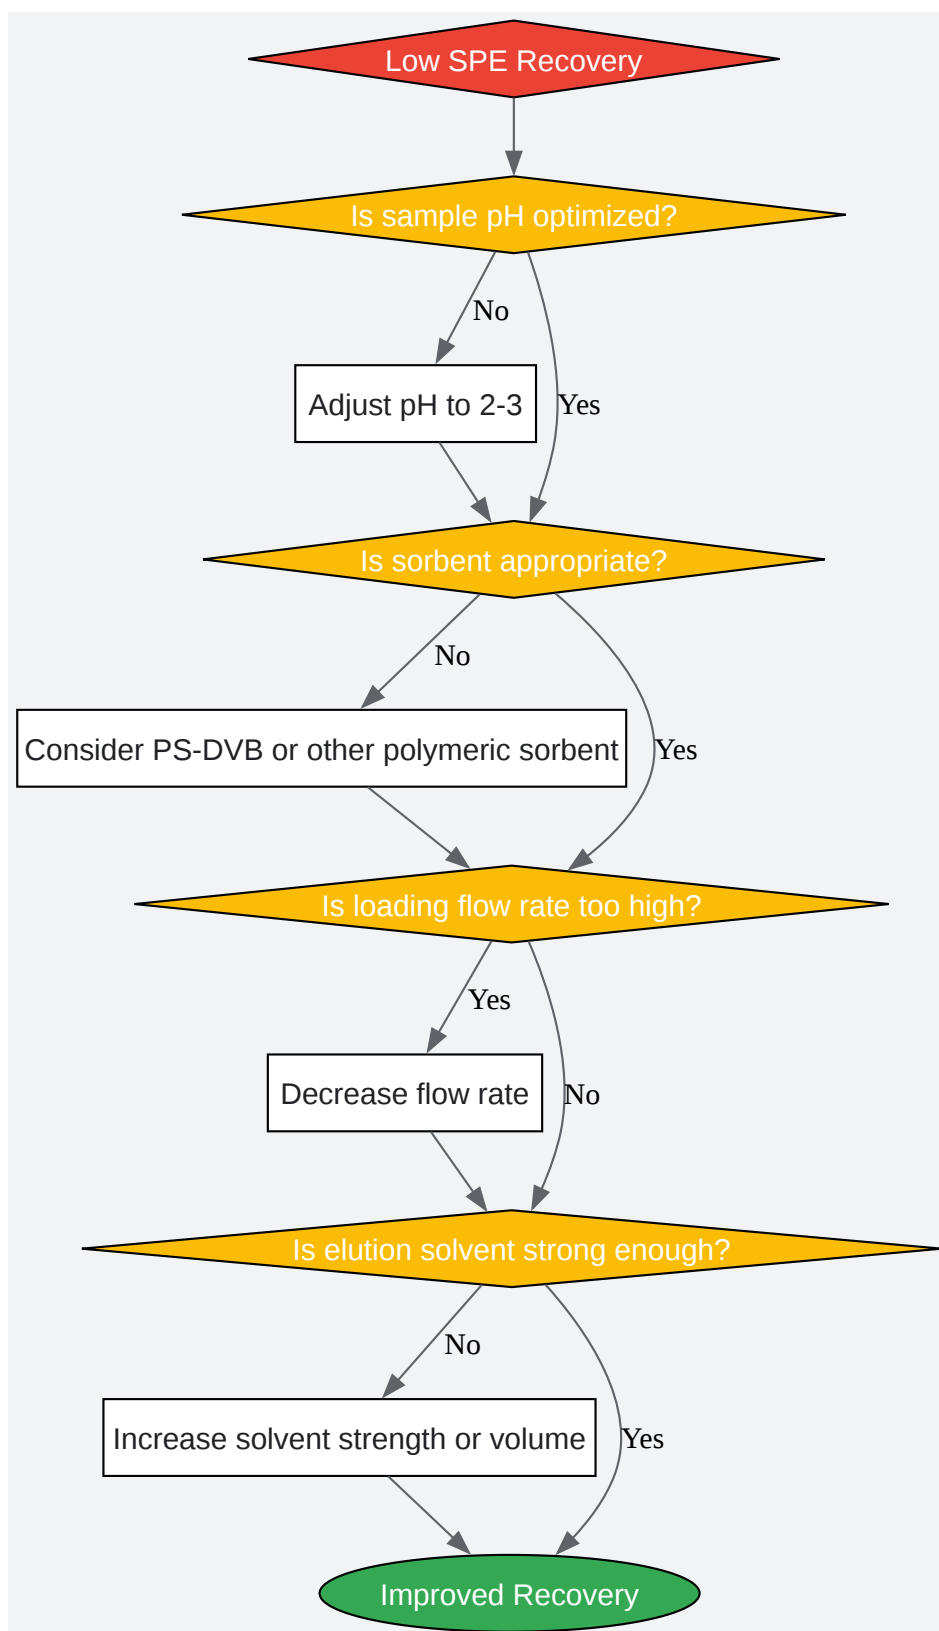 Low SPE Recovery
Is sample pH optimized?
No
Adjust pH to 2-3
Yes
Is sorbent appropriate?
No
Consider PS-DVB or other polymeric sorbent
Yes
Is loading flow rate too high?
Yes
Decrease flow rate
No
Is elution solvent strong enough?
No
Increase solvent strength or volume
Yes
Improved Recovery